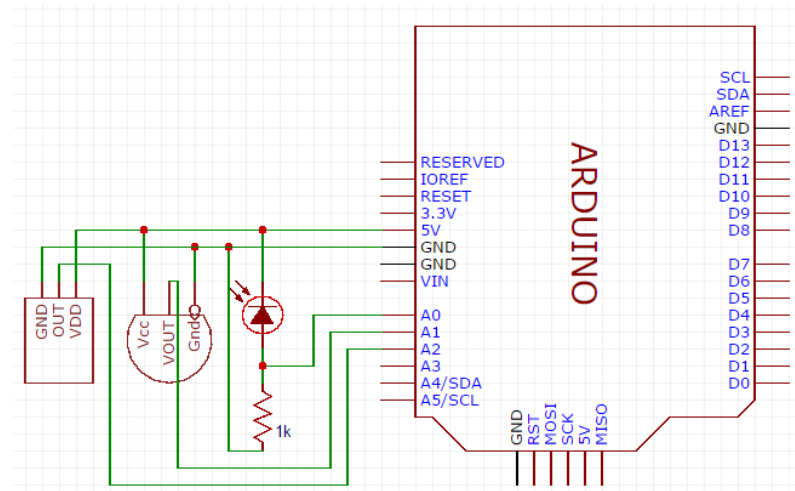 GND
OUT
VDD
Vcc
VOUT
Gnd
1k
RESERVED
IOREF
RESET
3.3V
5V
GND
GND
VIN
A0
A1
A2
A3
A4/SDA
A5/SCL
ARDUINO
SCL
SDA
AREF
GND
D13
D12
D11
D10
D9
D8
D7
D6
D5
D4
D3
D2
D1
D0
GND
RST
MOSI
SCK
5V
MISO